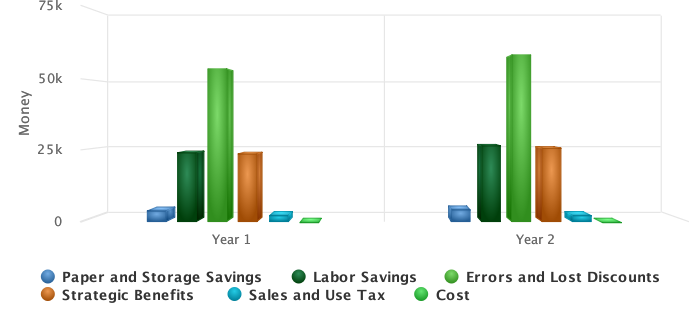 75k
50k
25k
0
Money
Year 1 Year 2
Paper and Storage Savings Labor Savings Errors and Lost Discounts
Strategic Benefits Sales and Use Tax Cost